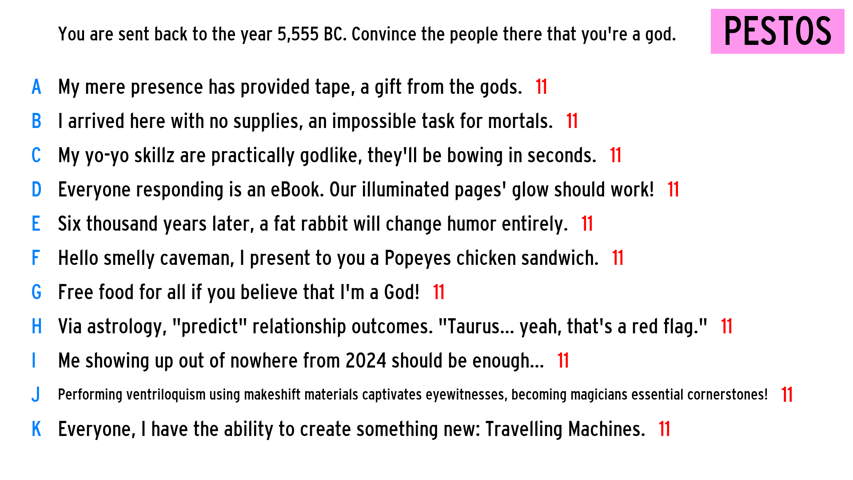 You are sent back to the year 5,555 BC. Convince the people there that you're a god.
PESTOS
A My mere presence has provided tape, a gift from the gods. 11
B I arrived here with no supplies, an impossible task for mortals. 11
C My yo-yo skillz are practically godlike, they'll be bowing in seconds. 11
D Everyone responding is an eBook. Our illuminated pages' glow should work! 11
E Six thousand years later, a fat rabbit will change humor entirely. 11
F Hello smelly caveman, I present to you a Popeyes chicken sandwich. 11
G Free food for all if you believe that I'm a God! 11
H Via astrology, "predict" relationship outcomes. "Taurus... yeah, that's a red flag." 11
I Me showing up out of nowhere from 2024 should be enough... 11
J Performing ventriloquism using makeshift materials captivates eyewitnesses, becoming magicians essential cornerstones! 11
K Everyone, I have the ability to create something new: Travelling Machines. 11